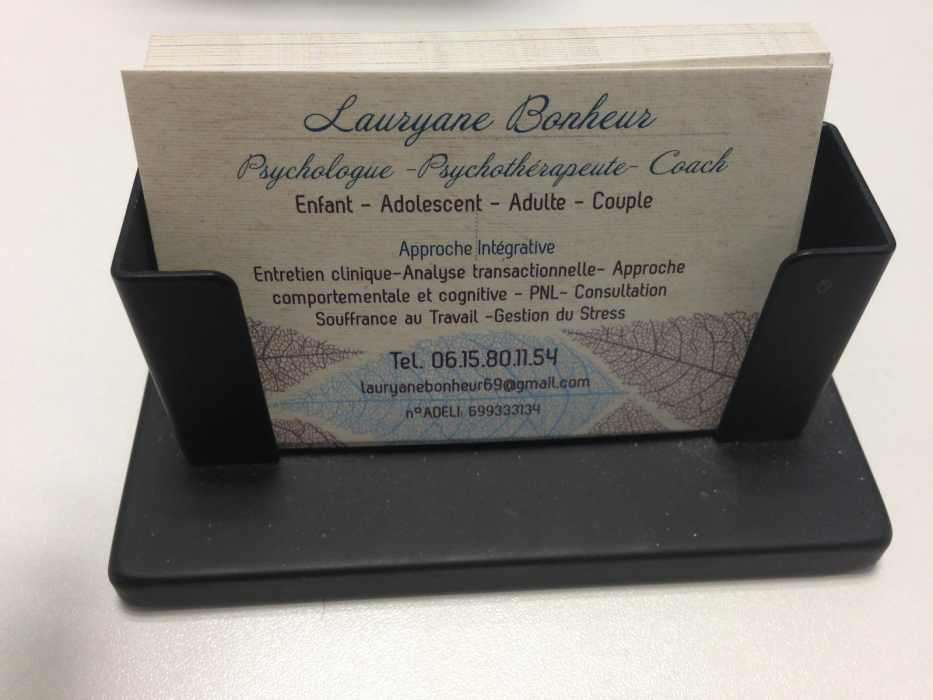 Lauryane Bonheur
Psychologue -Psychothérapeute- Coach
Enfant - Adolescent - Adulte - Couple
Approche Intégrative
Entretien clinique-Analyse transactionnelle- Approche
comportementale et cognitive - PNL- Consultation
Souffrance au Travail -Gestion du Stress
Tel. 06.15.80.11.54
lauryanebonheur69@gmail.com
n°ADELI: 699333134